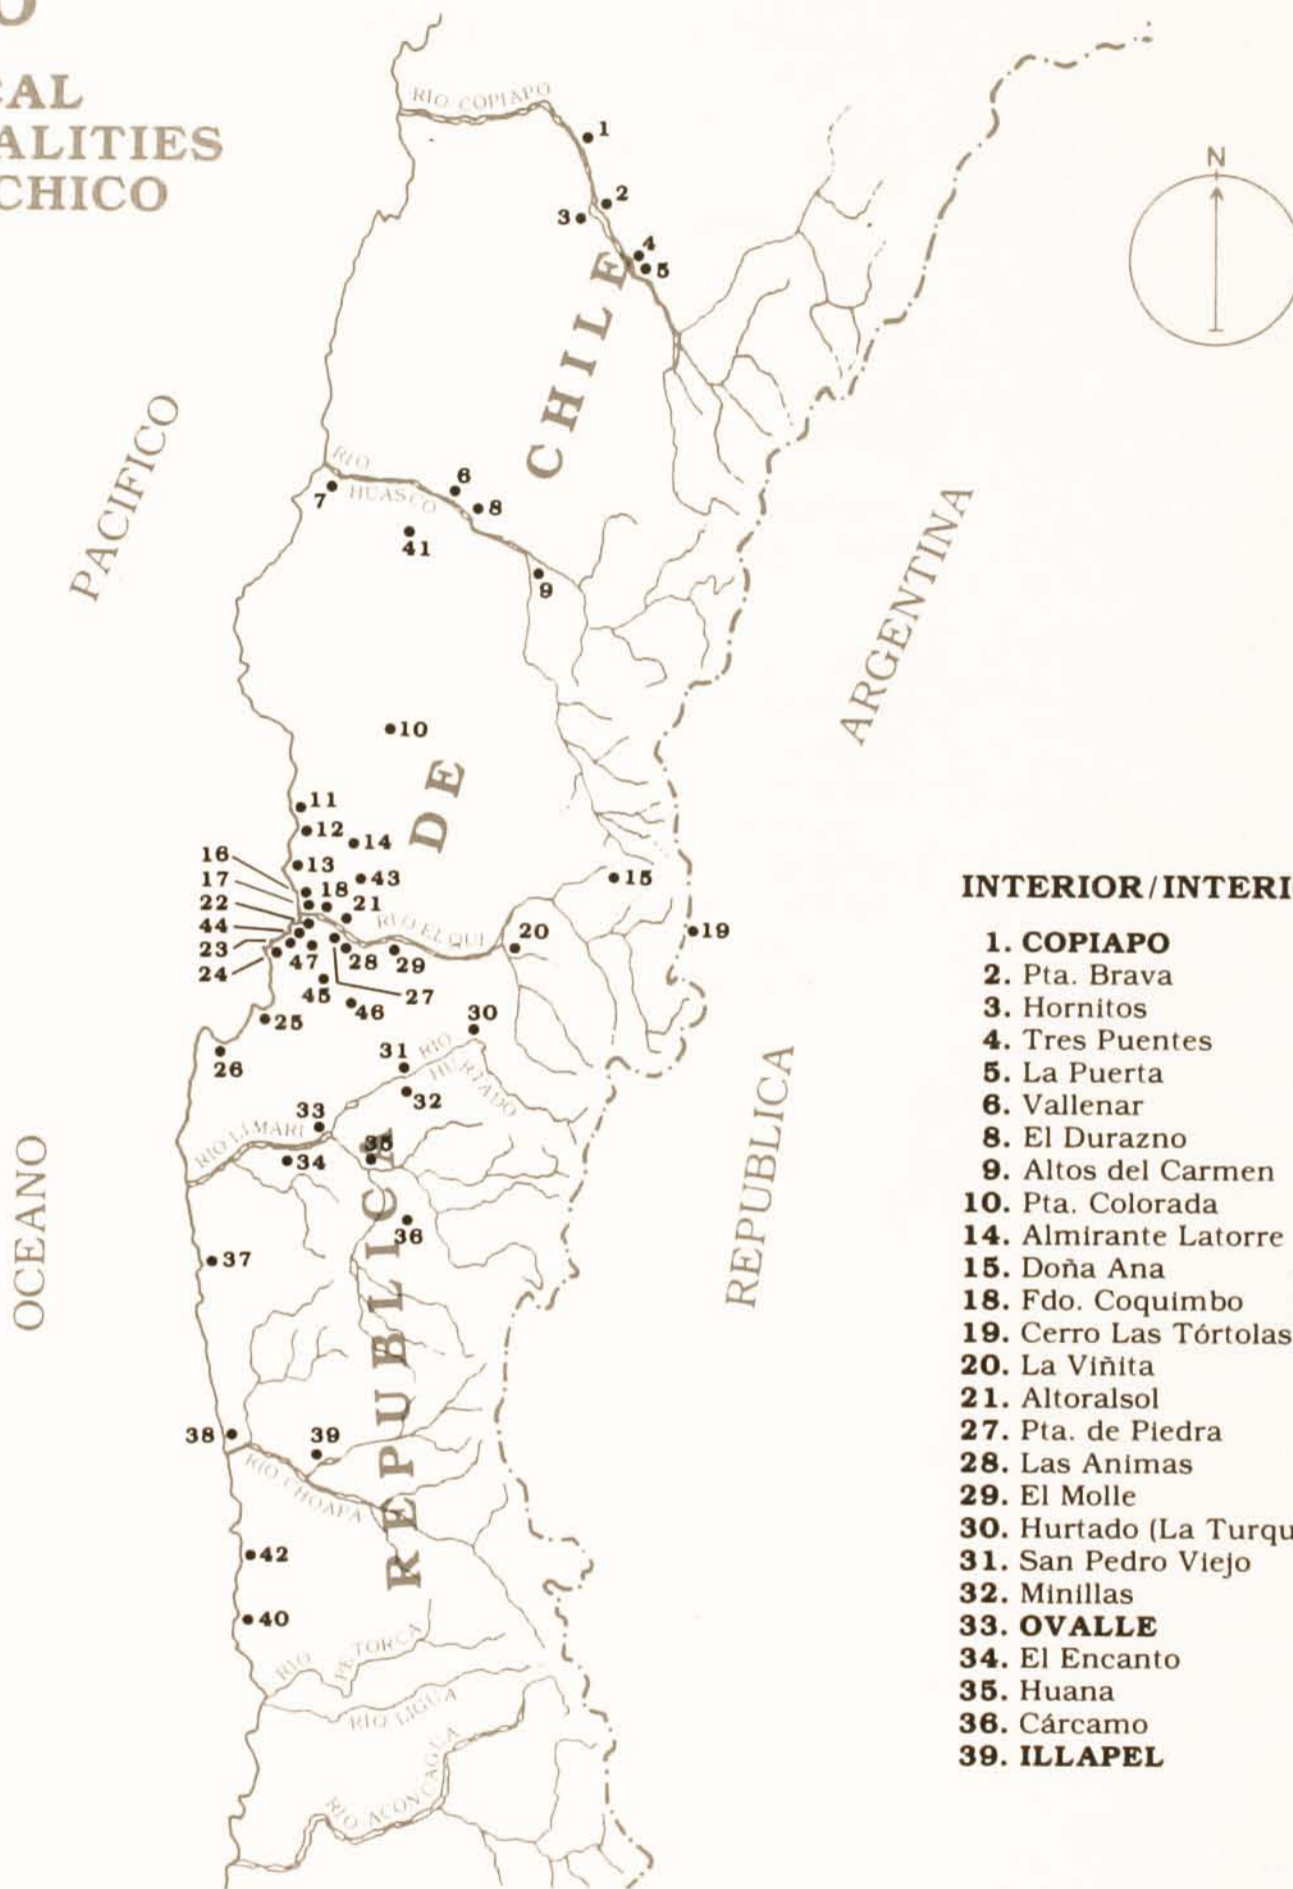 O
CAL
ALITIES
CHICO
N
RIO COPIAPO
1
2
3
4
5
CHILE
PACIFICO
RIO
HUASCO
6
7
8
41
9
ARGENTINA
10
DE
11
12
14
16
13
17
43
15
18
22
21
44
RIO ELQUI
20
19
23
47
28
29
24
45
27
46
25
30
26
31
RIO
HURTADO
32
33
RIO LIMARI
35
34
REPUBLICA
36
OCEANO
37
REPUBLICA
38
39
RIO CHOAPA
42
40
RIO PETORCA
RIO LIGUA
RIO ACONCAGUA
INTERIOR/INTERI
1. COPIAPO
2. Pta. Brava
3. Hornitos
4. Tres Puentes
5. La Puerta
6. Vallenar
8. El Durazno
9. Altos del Carmen
10. Pta. Colorada
14. Almirante Latorre
15. Doña Ana
18. Fdo. Coquimbo
19. Cerro Las Tórtolas
20. La Viñita
21. Altoralsol
27. Pta. de Piedra
28. Las Animas
29. El Molle
30. Hurtado (La Turqu
31. San Pedro Viejo
32. Minillas
33. OVALLE
34. El Encanto
35. Huana
36. Cárcamo
39. ILLAPEL